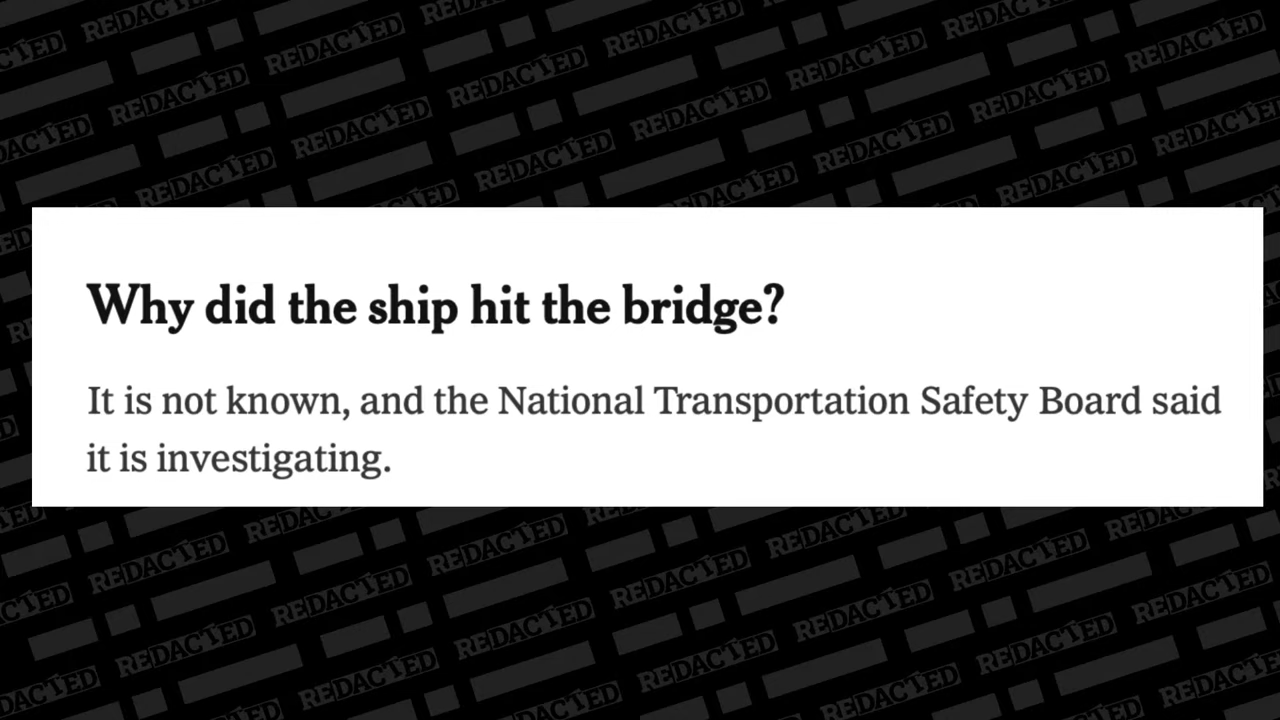 Why did the ship hit the bridge?
It is not known, and the National Transportation Safety Board said
it is investigating.
REDACTED